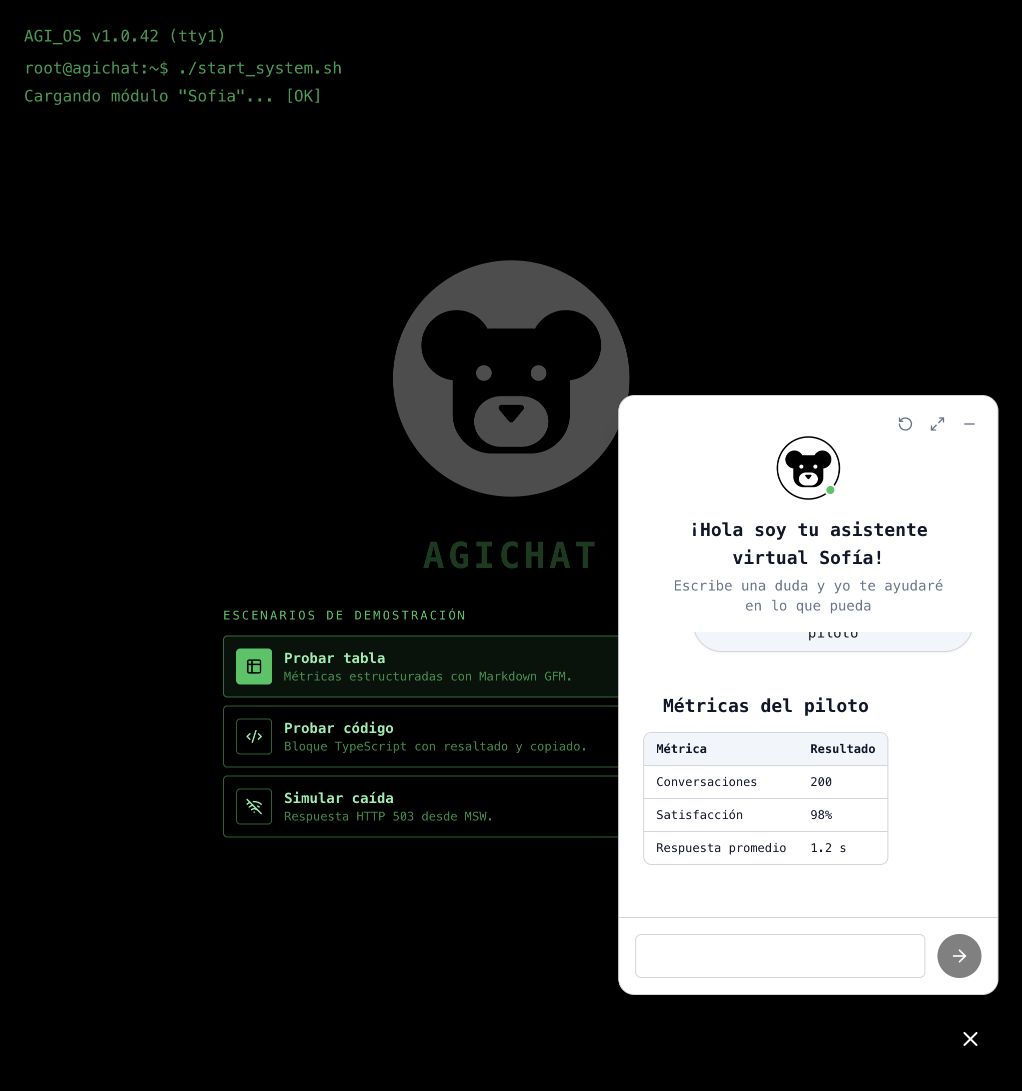 AGI_OS v1.0.42 (tty1)
root@agichat:~$ ./start_system.sh
Cargando módulo "Sofia"... [OK]
AGICHAT
ESCENARIOS DE DEMOSTRACIÓN
Probar tabla
Métricas estructuradas con Markdown GFM.
Probar código
Bloque TypeScript con resaltado y copiado.
Simular caída
Respuesta HTTP 503 desde MSW.
¡Hola soy tu asistente
virtual Sofía!
Escribe una duda y yo te ayudaré
en lo que pueda
piloto
Métricas del piloto
Métrica Resultado
Conversaciones 200
Satisfacción 98%
Respuesta promedio 1.2 s